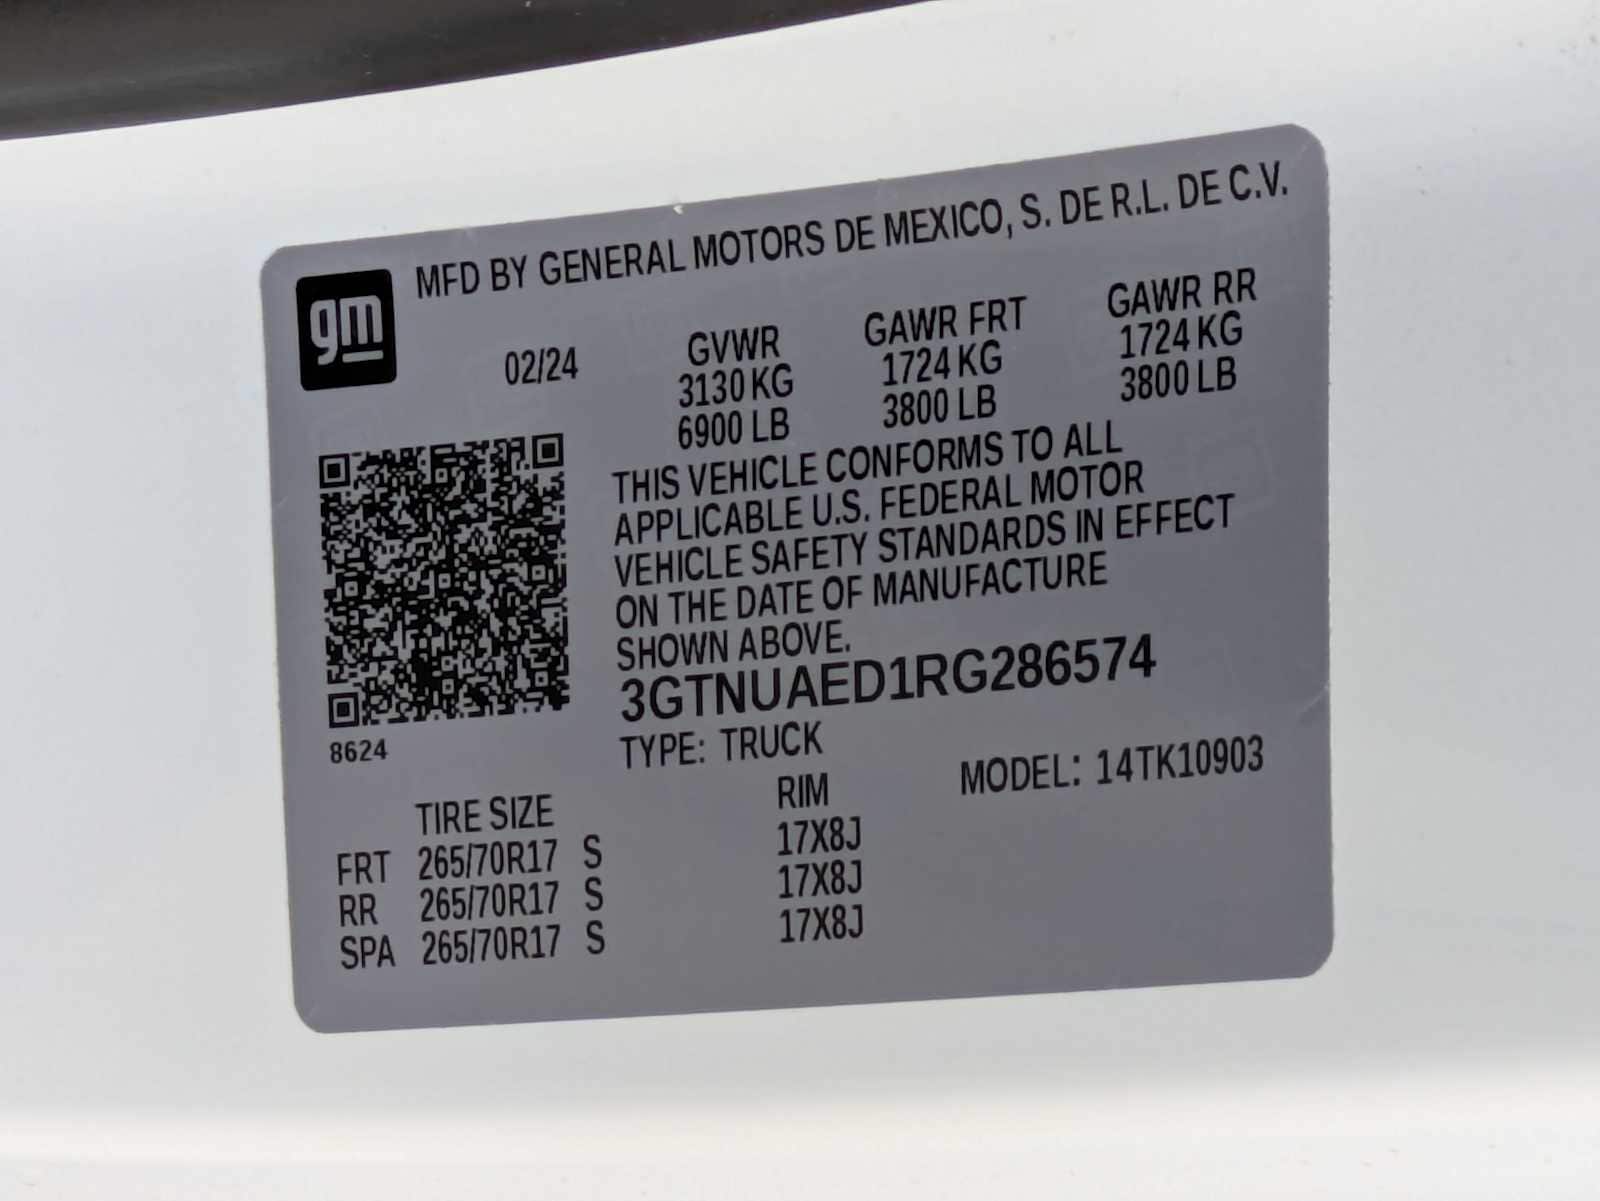 MFD BY GENERAL MOTORS DE MEXICO, S. DE R.L. DE C.V.
gm
02/24
GVWR GAWR FRT GAWR RR
3130 KG 1724 KG 1724 KG
6900 LB 3800 LB 3800 LB
THIS VEHICLE CONFORMS TO ALL
APPLICABLE U.S. FEDERAL MOTOR
VEHICLE SAFETY STANDARDS IN EFFECT
ON THE DATE OF MANUFACTURE
SHOWN ABOVE.
3GTNUAED1RG286574
8624
TYPE: TRUCK MODEL: 14TK10903
TIRE SIZE RIM
FRT 265/70R17 S 17X8J
RR 265/70R17 S 17X8J
SPA 265/70R17 S 17X8J